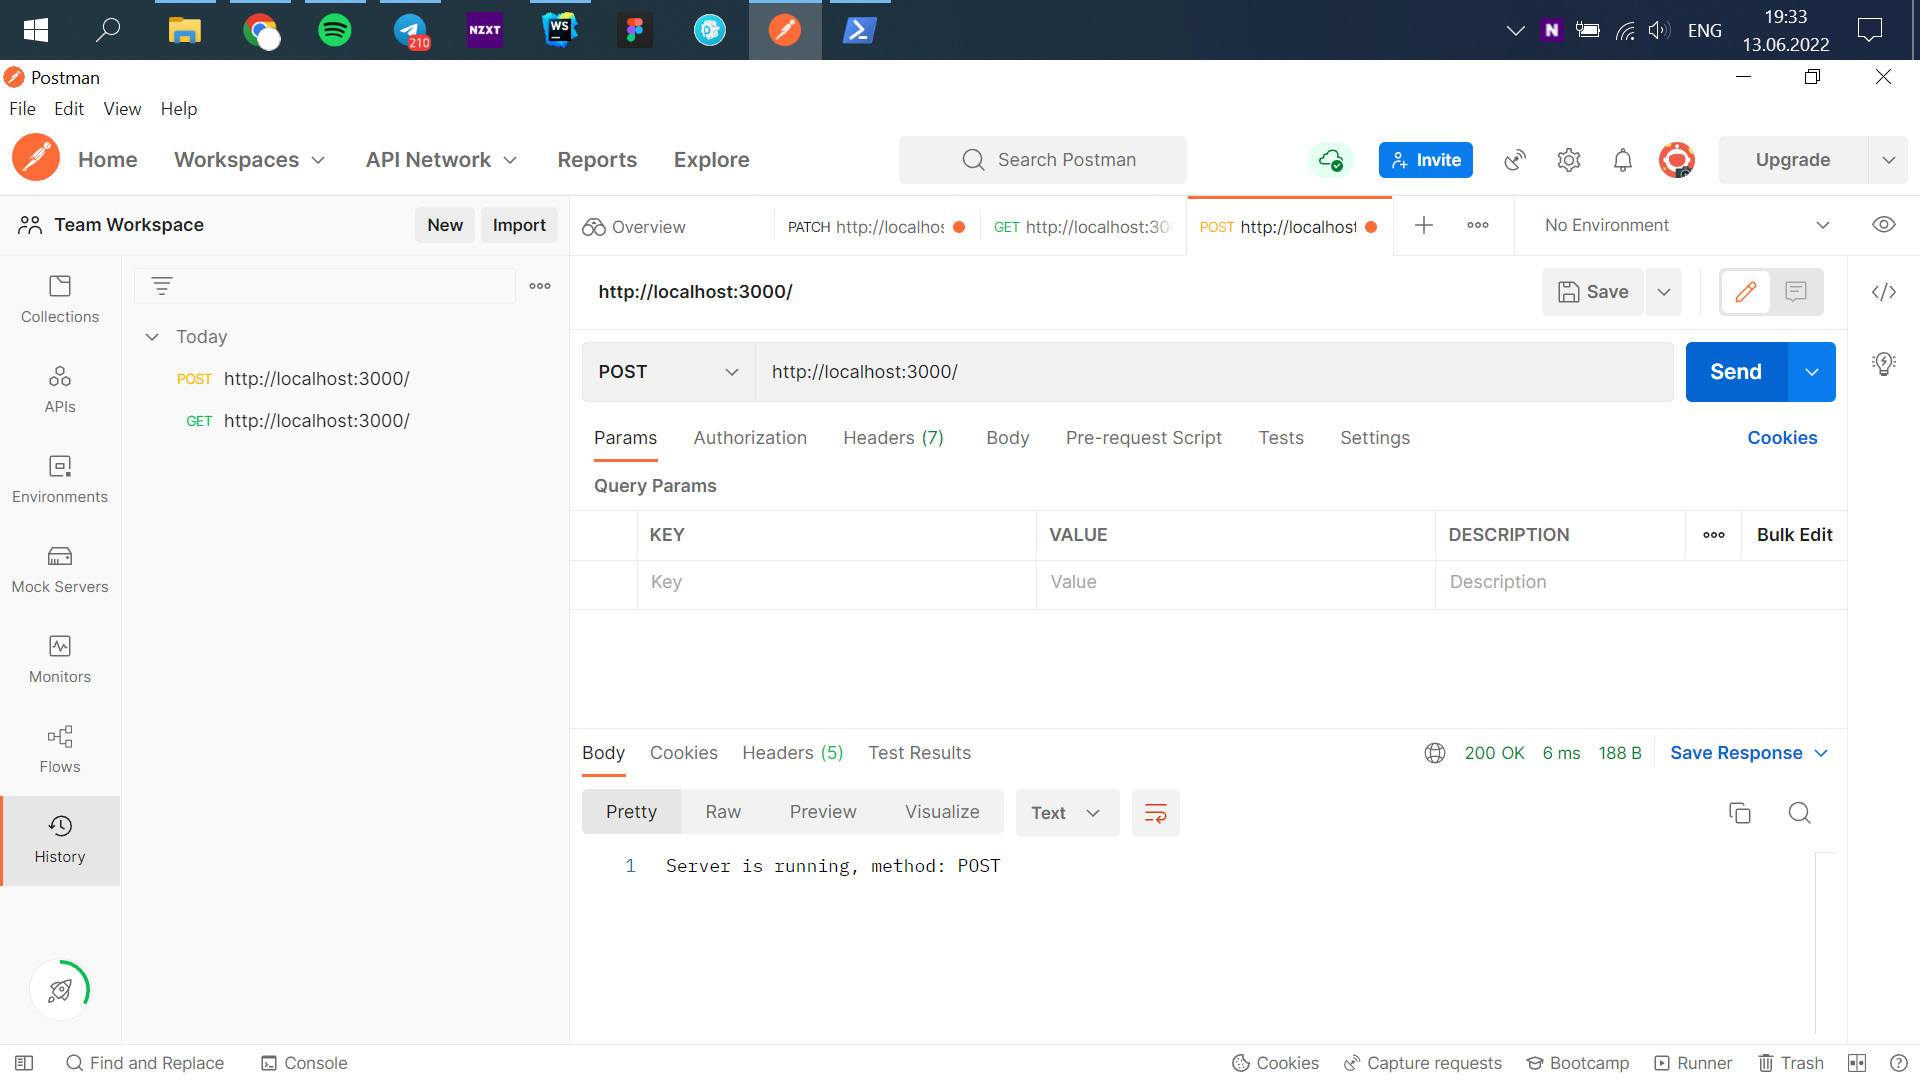 210
NZXT
WS
N
ENG
19:33
13.06.2022
Postman
File Edit View Help
Home Workspaces API Network Reports Explore
Search Postman
Invite
Upgrade
Team Workspace
New
Import
Overview
PATCH http://localhos
GET http://localhost:30
POST http://localhost
No Environment
Collections
APIs
Environments
Mock Servers
Monitors
Flows
History
Today
POST http://localhost:3000/
GET http://localhost:3000/
http://localhost:3000/
Save
POST
http://localhost:3000/
Send
Params Authorization Headers (7) Body Pre-request Script Tests Settings Cookies
Query Params
KEY VALUE DESCRIPTION Bulk Edit
Key Value Description
Body Cookies Headers (5) Test Results
200 OK 6 ms 188 B Save Response
Pretty Raw Preview Visualize Text
1 Server is running, method: POST
Find and Replace Console
Cookies Capture requests Bootcamp Runner Trash